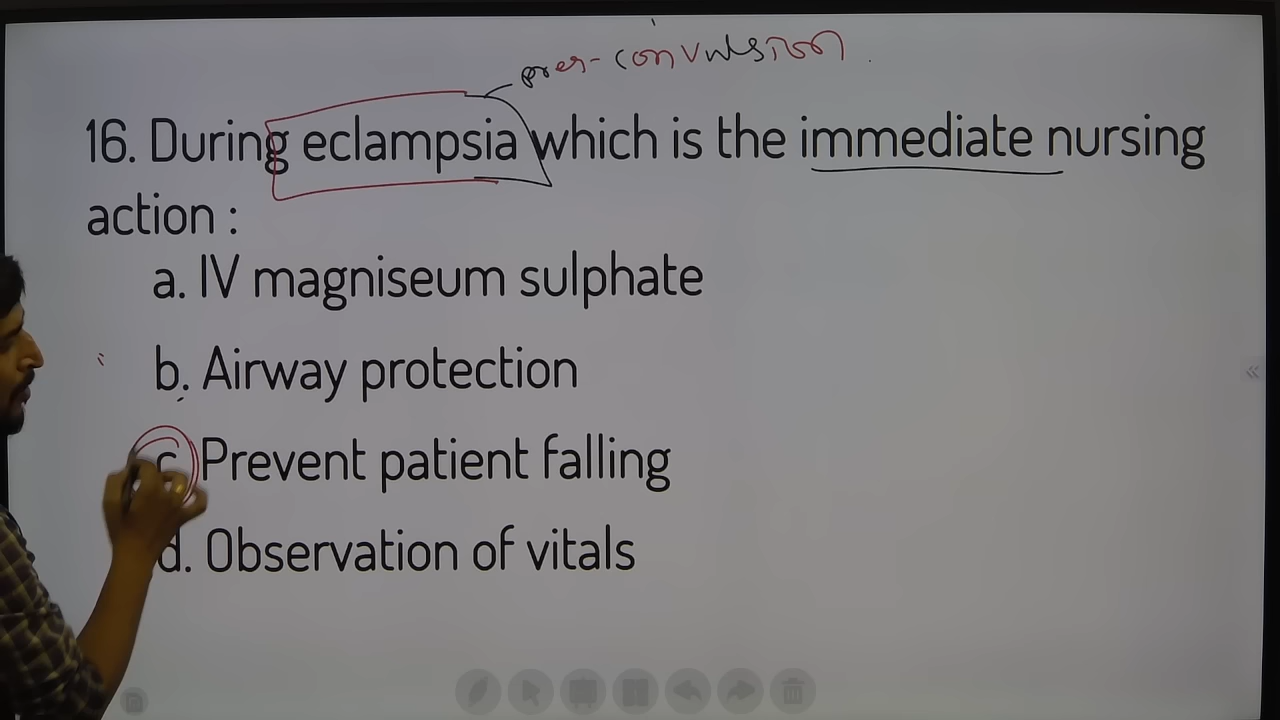 convulsion
16. During eclampsia which is the immediate nursing
action :
a. IV magniseum sulphate
b. Airway protection
c Prevent patient falling
d. Observation of vitals